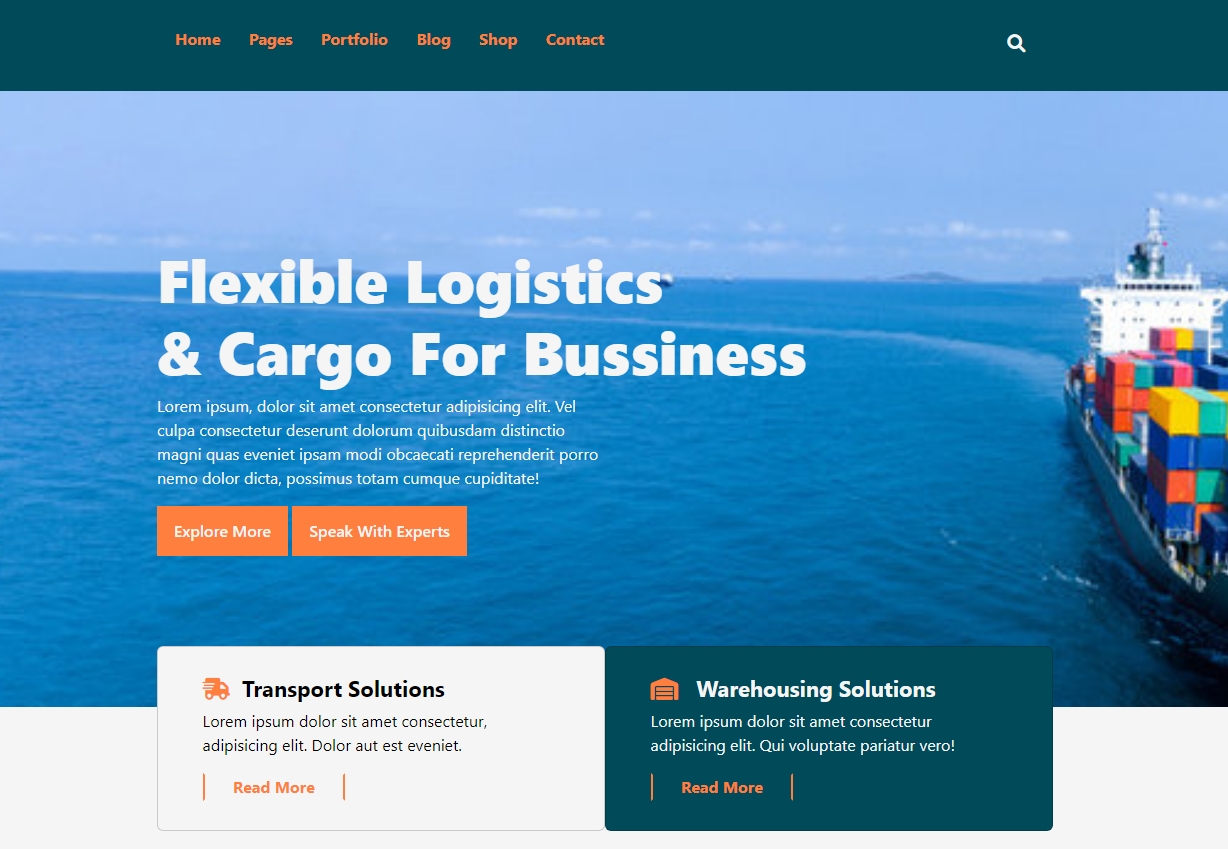 Home Pages Portfolio Blog Shop Contact
Flexible Logistics
& Cargo For Bussiness
Lorem ipsum, dolor sit amet consectetur adipisicing elit. Vel
culpa consectetur deserunt dolorum quibusdam distinctio
magni quas eveniet ipsam modi obcaecati reprehenderit porro
nemo dolor dicta, possimus totam cumque cupiditate!
Explore More Speak With Experts
Transport Solutions
Lorem ipsum dolor sit amet consectetur,
adipisicing elit. Dolor aut est eveniet.
Read More
Warehousing Solutions
Lorem ipsum dolor sit amet consectetur
adipisicing elit. Qui voluptate pariatur vero!
Read More